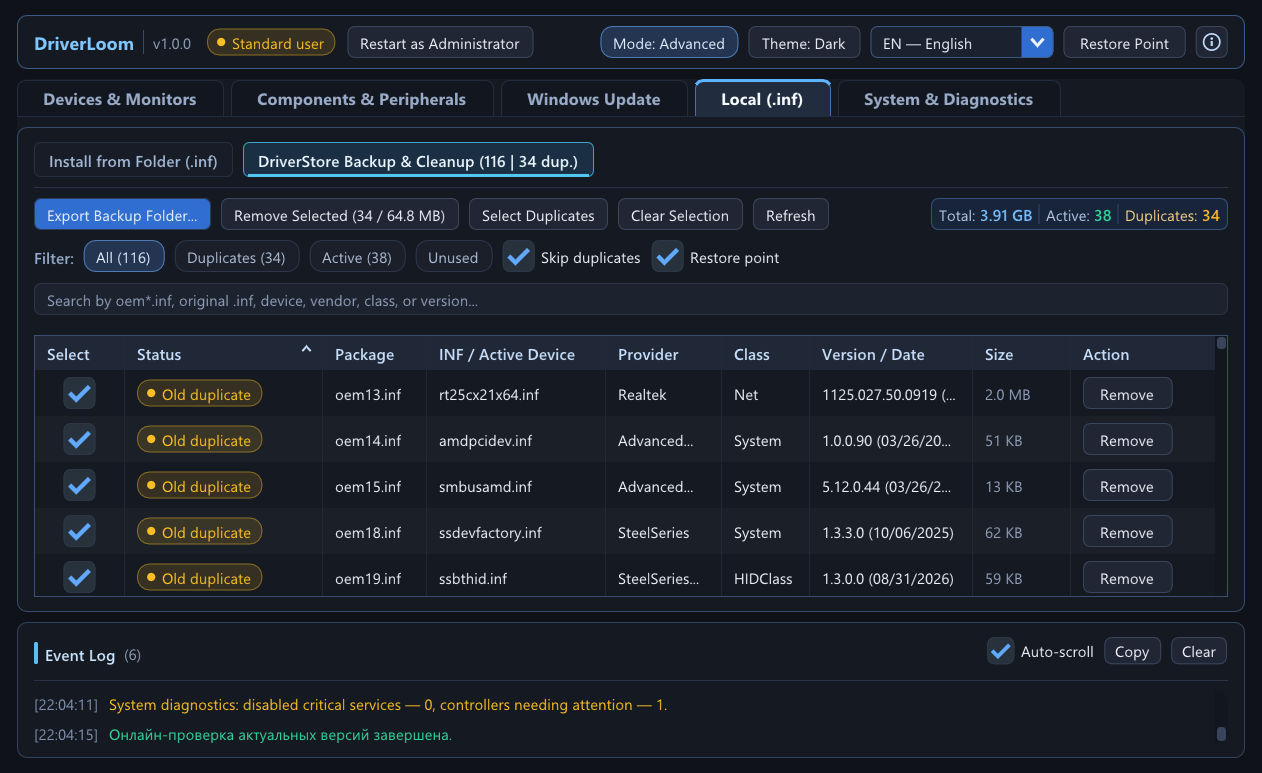 DriverLoom v1.0.0 Standard user Restart as Administrator Mode: Advanced Theme: Dark EN — English Restore Point
Devices & Monitors Components & Peripherals Windows Update Local (.inf) System & Diagnostics
Install from Folder (.inf) DriverStore Backup & Cleanup (116 | 34 dup.)
Export Backup Folder... Remove Selected (34 / 64.8 MB) Select Duplicates Clear Selection Refresh Total: 3.91 GB Active: 38 Duplicates: 34
Filter: All (116) Duplicates (34) Active (38) Unused Skip duplicates Restore point
Search by oem*.inf, original .inf, device, vendor, class, or version...
Select Status Package INF / Active Device Provider Class Version / Date Size Action
Old duplicate oem13.inf rt25cx21x64.inf Realtek Net 1125.027.50.0919 (... 2.0 MB Remove
Old duplicate oem14.inf amdpcidev.inf Advanced... System 1.0.0.90 (03/26/20... 51 KB Remove
Old duplicate oem15.inf smbusamd.inf Advanced... System 5.12.0.44 (03/26/2... 13 KB Remove
Old duplicate oem18.inf ssdevfactory.inf SteelSeries System 1.3.3.0 (10/06/2025) 62 KB Remove
Old duplicate oem19.inf ssbthid.inf SteelSeries... HIDClass 1.3.0.0 (08/31/2026) 59 KB Remove
Event Log (6) Auto-scroll Copy Clear
[22:04:11] System diagnostics: disabled critical services — 0, controllers needing attention — 1.
[22:04:15] Онлайн-проверка актуальных версий завершена.